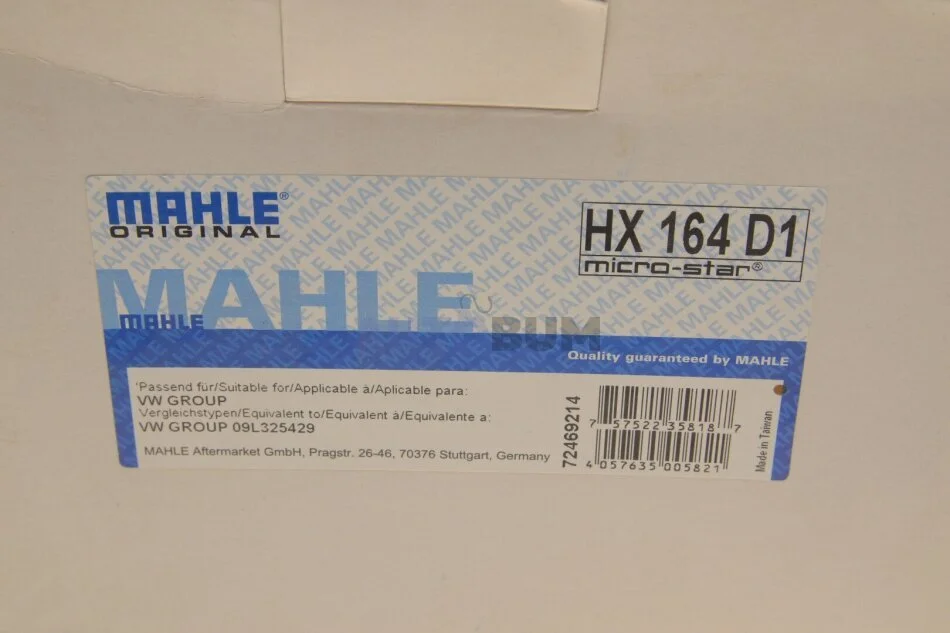 MAHLE®
ORIGINAL
HX 164 D1
micro-star®
MAHLE
MAHLE
BUM
Quality guaranteed by MAHLE
'Passend für/Suitable for/Applicable à/Aplicable para:
VW GROUP
Vergleichstypen/Equivalent to/Equivalent à/Equivalente a:
VW GROUP 09L325429
MAHLE Aftermarket GmbH, Pragstr. 26-46, 70376 Stuttgart, Germany
72469214
7 57522 35818 7
4 057635 005821
Made in Taiwan